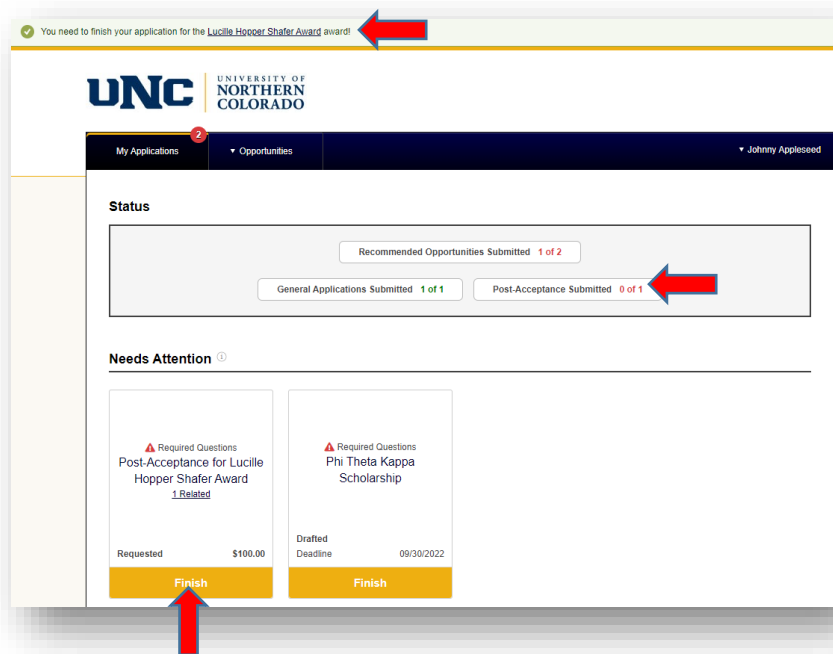 You need to finish your application for the Lucille Hopper Shafer Award award!
UNC
UNIVERSITY OF
NORTHERN
COLORADO
2
My Applications
Opportunities
Johnny Appleseed
Status
Recommended Opportunities Submitted 1 of 2
General Applications Submitted 1 of 1
Post-Acceptance Submitted 0 of 1
Needs Attention
Required Questions
Post-Acceptance for Lucille
Hopper Shafer Award
1 Related
Requested $100.00
Finish
Required Questions
Phi Theta Kappa
Scholarship
Drafted
Deadline 09/30/2022
Finish